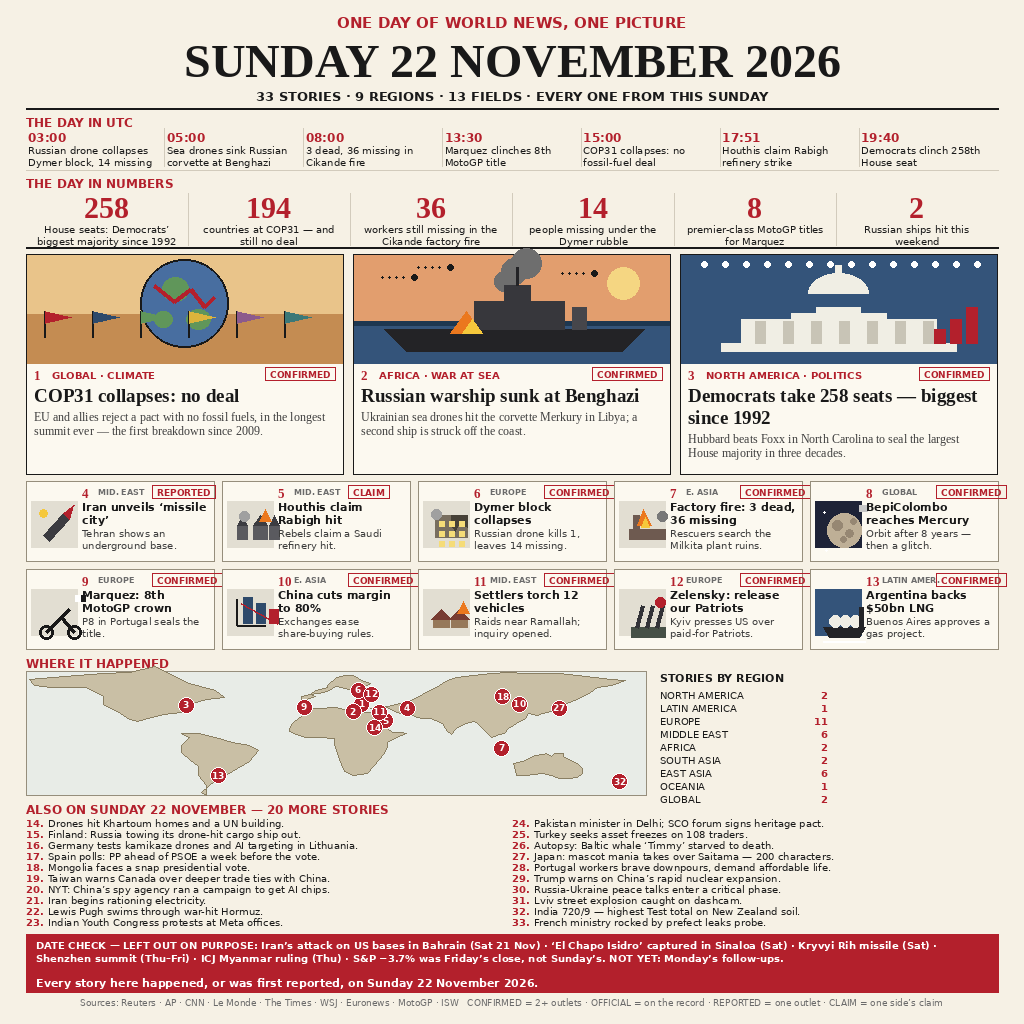 ONE DAY OF WORLD NEWS, ONE PICTURE
SUNDAY 22 NOVEMBER 2026
33 STORIES · 9 REGIONS · 13 FIELDS · EVERY ONE FROM THIS SUNDAY
THE DAY IN UTC
03:00
Russian drone collapses
Dymer block, 14 missing
05:00
Sea drones sink Russian
corvette at Benghazi
08:00
3 dead, 36 missing in
Cikande fire
13:30
Marquez clinches 8th
MotoGP title
15:00
COP31 collapses: no
fossil-fuel deal
17:51
Houthis claim Rabigh
refinery strike
19:40
Democrats clinch 258th
House seat
THE DAY IN NUMBERS
258
House seats: Democrats'
biggest majority since 1992
194
countries at COP31 — and
still no deal
36
workers still missing in the
Cikande factory fire
14
people missing under the
Dymer rubble
8
premier-class MotoGP titles
for Marquez
2
Russian ships hit this
weekend
1 GLOBAL · CLIMATE CONFIRMED
COP31 collapses: no deal
EU and allies reject a pact with no fossil fuels, in the longest
summit ever — the first breakdown since 2009.
2 AFRICA · WAR AT SEA CONFIRMED
Russian warship sunk at Benghazi
Ukrainian sea drones hit the corvette Merkury in Libya; a
second ship is struck off the coast.
3 NORTH AMERICA · POLITICS CONFIRMED
Democrats take 258 seats — biggest
since 1992
Hubbard beats Foxx in North Carolina to seal the largest
House majority in three decades.
4 MID. EAST REPORTED
Iran unveils ‘missile
city’
Tehran shows an
underground base.
5 MID. EAST CLAIM
Houthis claim
Rabigh hit
Rebels claim a Saudi
refinery hit.
6 EUROPE CONFIRMED
Dymer block
collapses
Russian drone kills 1,
leaves 14 missing.
7 E. ASIA CONFIRMED
Factory fire: 3 dead,
36 missing
Rescuers search the
Milkita plant ruins.
8 GLOBAL CONFIRMED
BepiColombo
reaches Mercury
Orbit after 8 years —
then a glitch.
9 EUROPE CONFIRMED
Marquez: 8th
MotoGP crown
P8 in Portugal seals the
title.
10 E. ASIA CONFIRMED
China cuts margin
to 80%
Exchanges ease
share-buying rules.
11 MID. EAST CONFIRMED
Settlers torch 12
vehicles
Raids near Ramallah;
inquiry opened.
12 EUROPE CONFIRMED
Zelensky: release
our Patriots
Kyiv presses US over
paid-for Patriots.
13 LATIN AMER. CONFIRMED
Argentina backs
$50bn LNG
Buenos Aires approves a
gas project.
WHERE IT HAPPENED
3
9
6
12
1
2
11
5
14
4
18
10
27
7
13
32
STORIES BY REGION
NORTH AMERICA 2
LATIN AMERICA 1
EUROPE 11
MIDDLE EAST 6
AFRICA 2
SOUTH ASIA 2
EAST ASIA 6
OCEANIA 1
GLOBAL 2
ALSO ON SUNDAY 22 NOVEMBER — 20 MORE STORIES
14. Drones hit Khartoum homes and a UN building.
15. Finland: Russia towing its drone-hit cargo ship out.
16. Germany tests kamikaze drones and AI targeting in Lithuania.
17. Spain polls: PP ahead of PSOE a week before the vote.
18. Mongolia faces a snap presidential vote.
19. Taiwan warns Canada over deeper trade ties with China.
20. NYT: China's spy agency ran a campaign to get AI chips.
21. Iran begins rationing electricity.
22. Lewis Pugh swims through war-hit Hormuz.
23. Indian Youth Congress protests at Meta offices.
24. Pakistan minister in Delhi; SCO forum signs heritage pact.
25. Turkey seeks asset freezes on 108 traders.
26. Autopsy: Baltic whale ‘Timmy’ starved to death.
27. Japan: mascot mania takes over Saitama — 200 characters.
28. Portugal workers brave downpours, demand affordable life.
29. Trump warns on China's rapid nuclear expansion.
30. Russia-Ukraine peace talks enter a critical phase.
31. Lviv street explosion caught on dashcam.
32. India 720/9 — highest Test total on New Zealand soil.
33. French ministry rocked by prefect leaks probe.
DATE CHECK — LEFT OUT ON PURPOSE: Iran's attack on US bases in Bahrain (Sat 21 Nov) · ‘El Chapo Isidro’ captured in Sinaloa (Sat) · Kryvyi Rih missile (Sat) ·
Shenzhen summit (Thu–Fri) · ICJ Myanmar ruling (Thu) · S&P −3.7% was Friday's close, not Sunday's. NOT YET: Monday's follow-ups.
Every story here happened, or was first reported, on Sunday 22 November 2026.
Sources: Reuters · AP · CNN · Le Monde · The Times · WSJ · Euronews · MotoGP · ISW CONFIRMED = 2+ outlets · OFFICIAL = on the record · REPORTED = one outlet · CLAIM = one side's claim